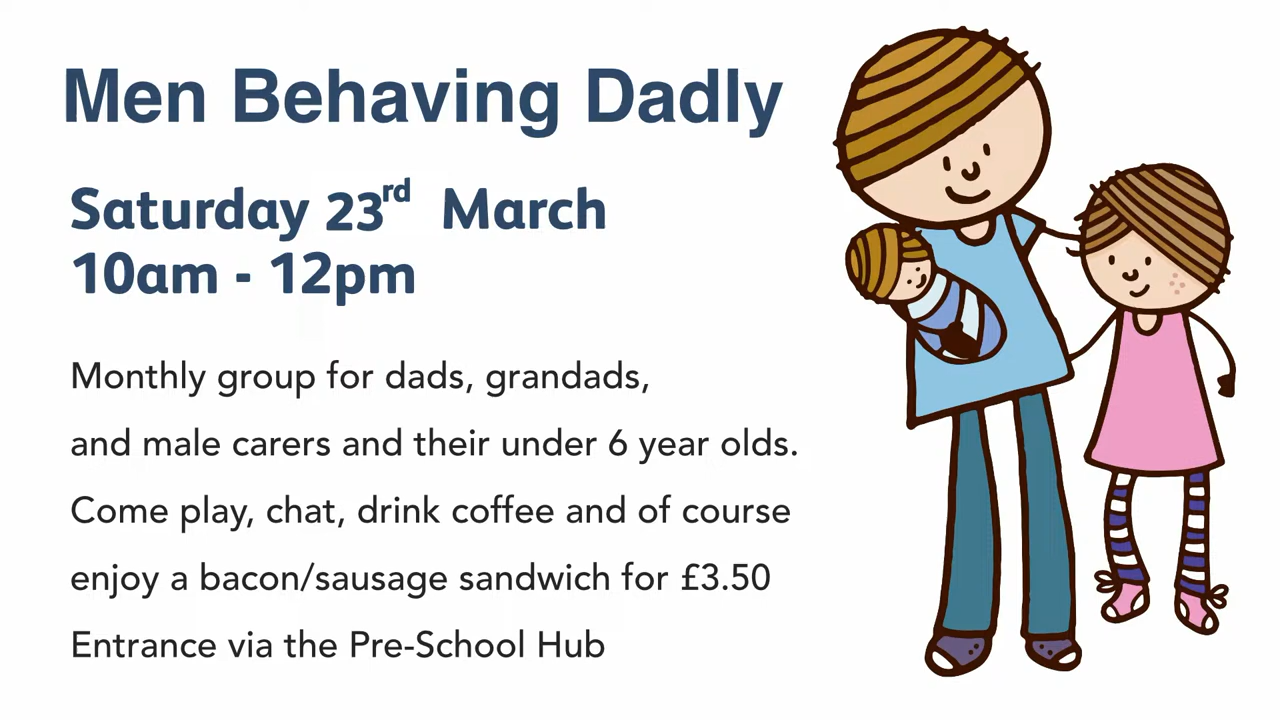 Men Behaving Dadly
Saturday 23rd March
10am - 12pm
Monthly group for dads, grandads,
and male carers and their under 6 year olds.
Come play, chat, drink coffee and of course
enjoy a bacon/sausage sandwich for £3.50
Entrance via the Pre-School Hub